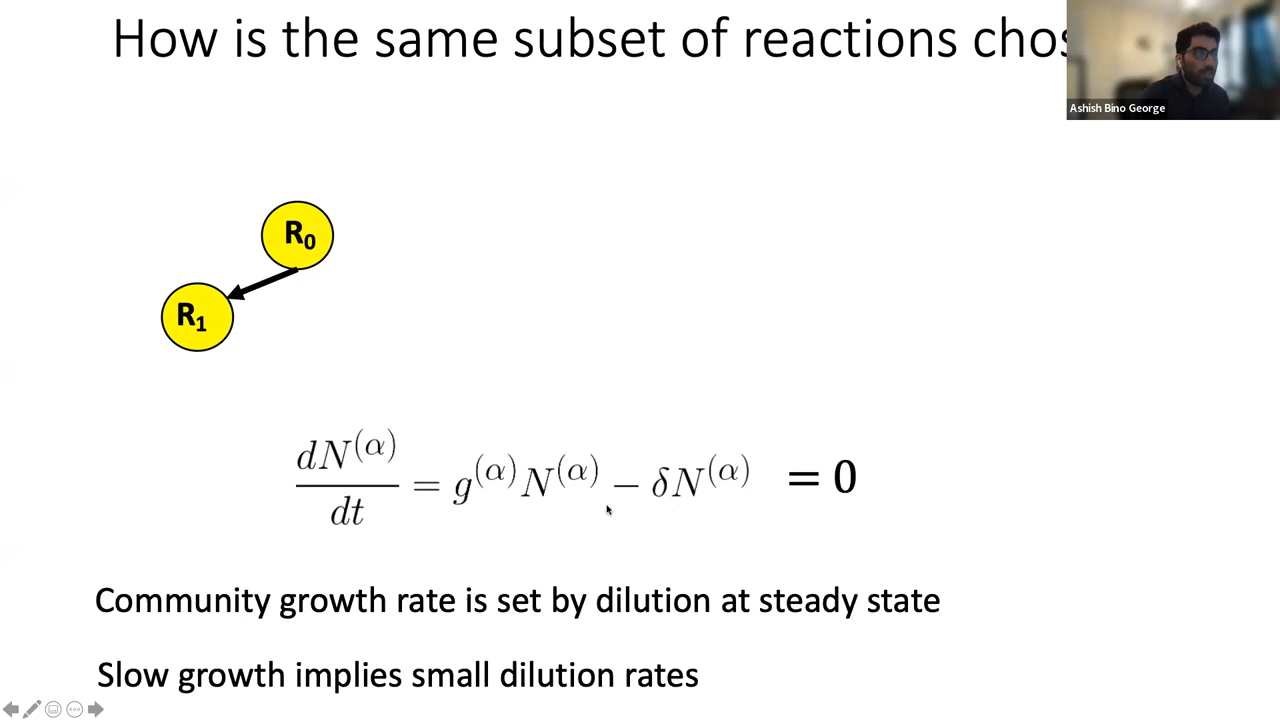 How is the same subset of reactions chos
Ashish Bino George
R₀
R₁
dN^(α)/dt = g^(α)N^(α) − δN^(α) = 0
Community growth rate is set by dilution at steady state
Slow growth implies small dilution rates